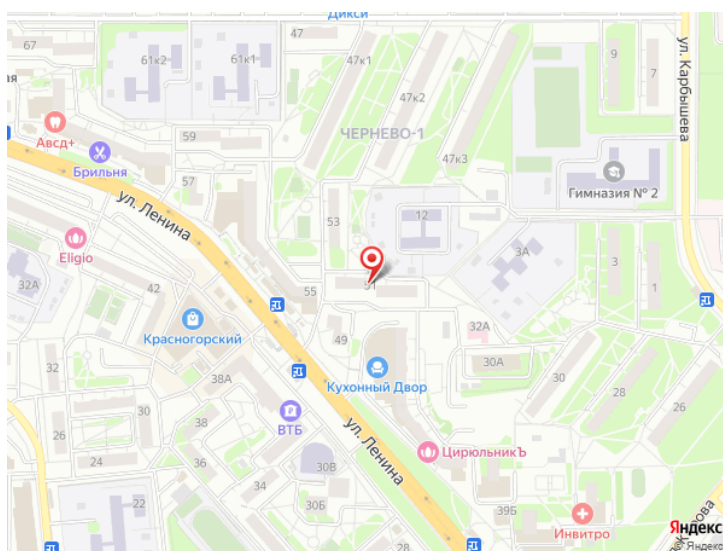 Дикси
67
47
61к2
61к1
9
7
ул. Карбышева
47к1
47к2
Авсд+
59
ЧЕРНЕВО-1
Брильня
47к3
57
Гимназия № 2
ул. Ленина
53
12
3А
3
Eligio
32А
42
51
1
55
Красногорский
49
32А
30А
38А
Кухонный Двор
30
28
32
30
ВТБ
38
26
34
ул. Ленина
26
24
30В
ЦирюльникЪ
22
30Б
39Б
Инвитро
Яндекс
© Яндекс